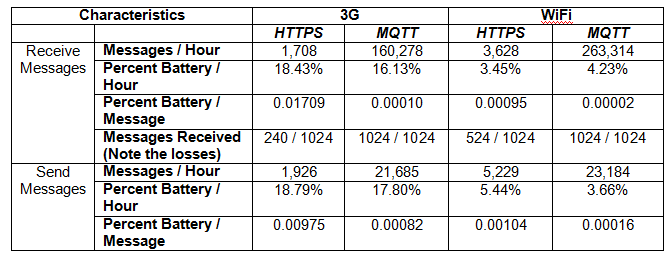 Characteristics 3G WiFi
HTTPS MQTT HTTPS MQTT
Receive Messages / Hour 1,708 160,278 3,628 263,314
Messages Percent Battery / 18.43% 16.13% 3.45% 4.23%
Hour
Percent Battery / 0.01709 0.00010 0.00095 0.00002
Message
Messages Received 240 / 1024 1024 / 1024 524 / 1024 1024 / 1024
(Note the losses)
Send Messages / Hour 1,926 21,685 5,229 23,184
Messages Percent Battery / 18.79% 17.80% 5.44% 3.66%
Hour
Percent Battery / 0.00975 0.00082 0.00104 0.00016
Message